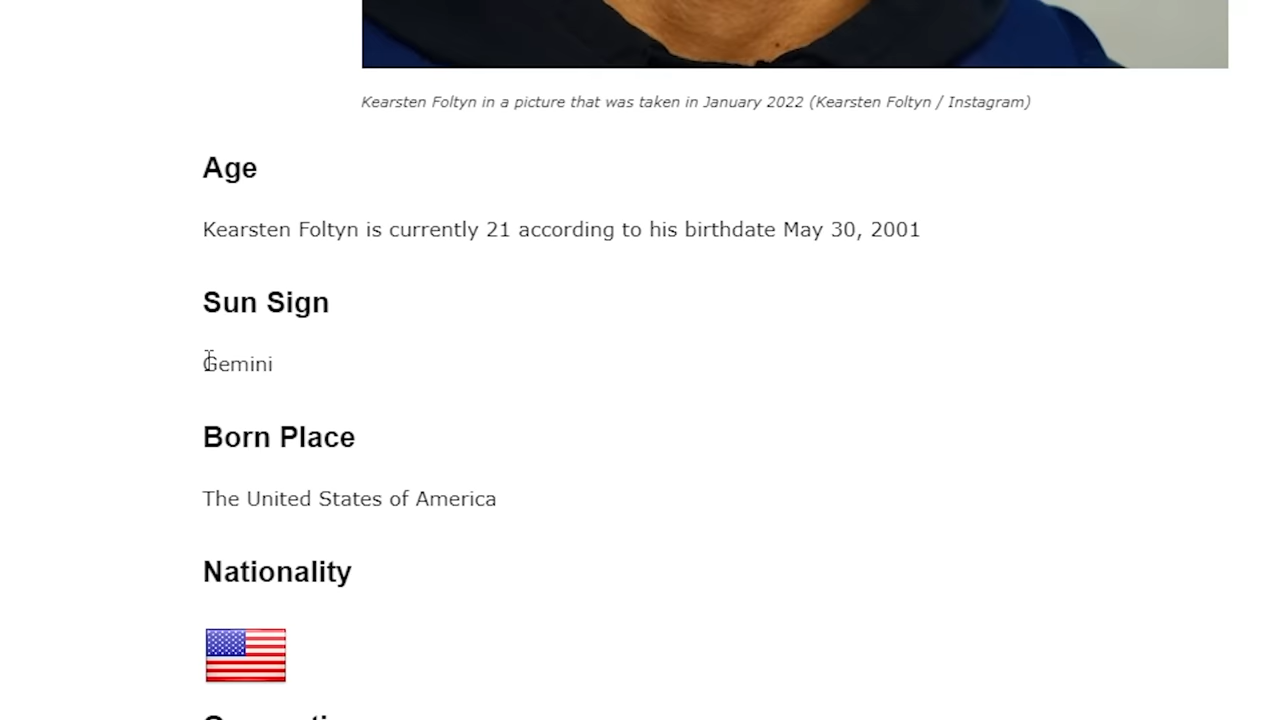 Kearsten Foltyn in a picture that was taken in January 2022 (Kearsten Foltyn / Instagram)
Age
Kearsten Foltyn is currently 21 according to his birthdate May 30, 2001
Sun Sign
Gemini
Born Place
The United States of America
Nationality